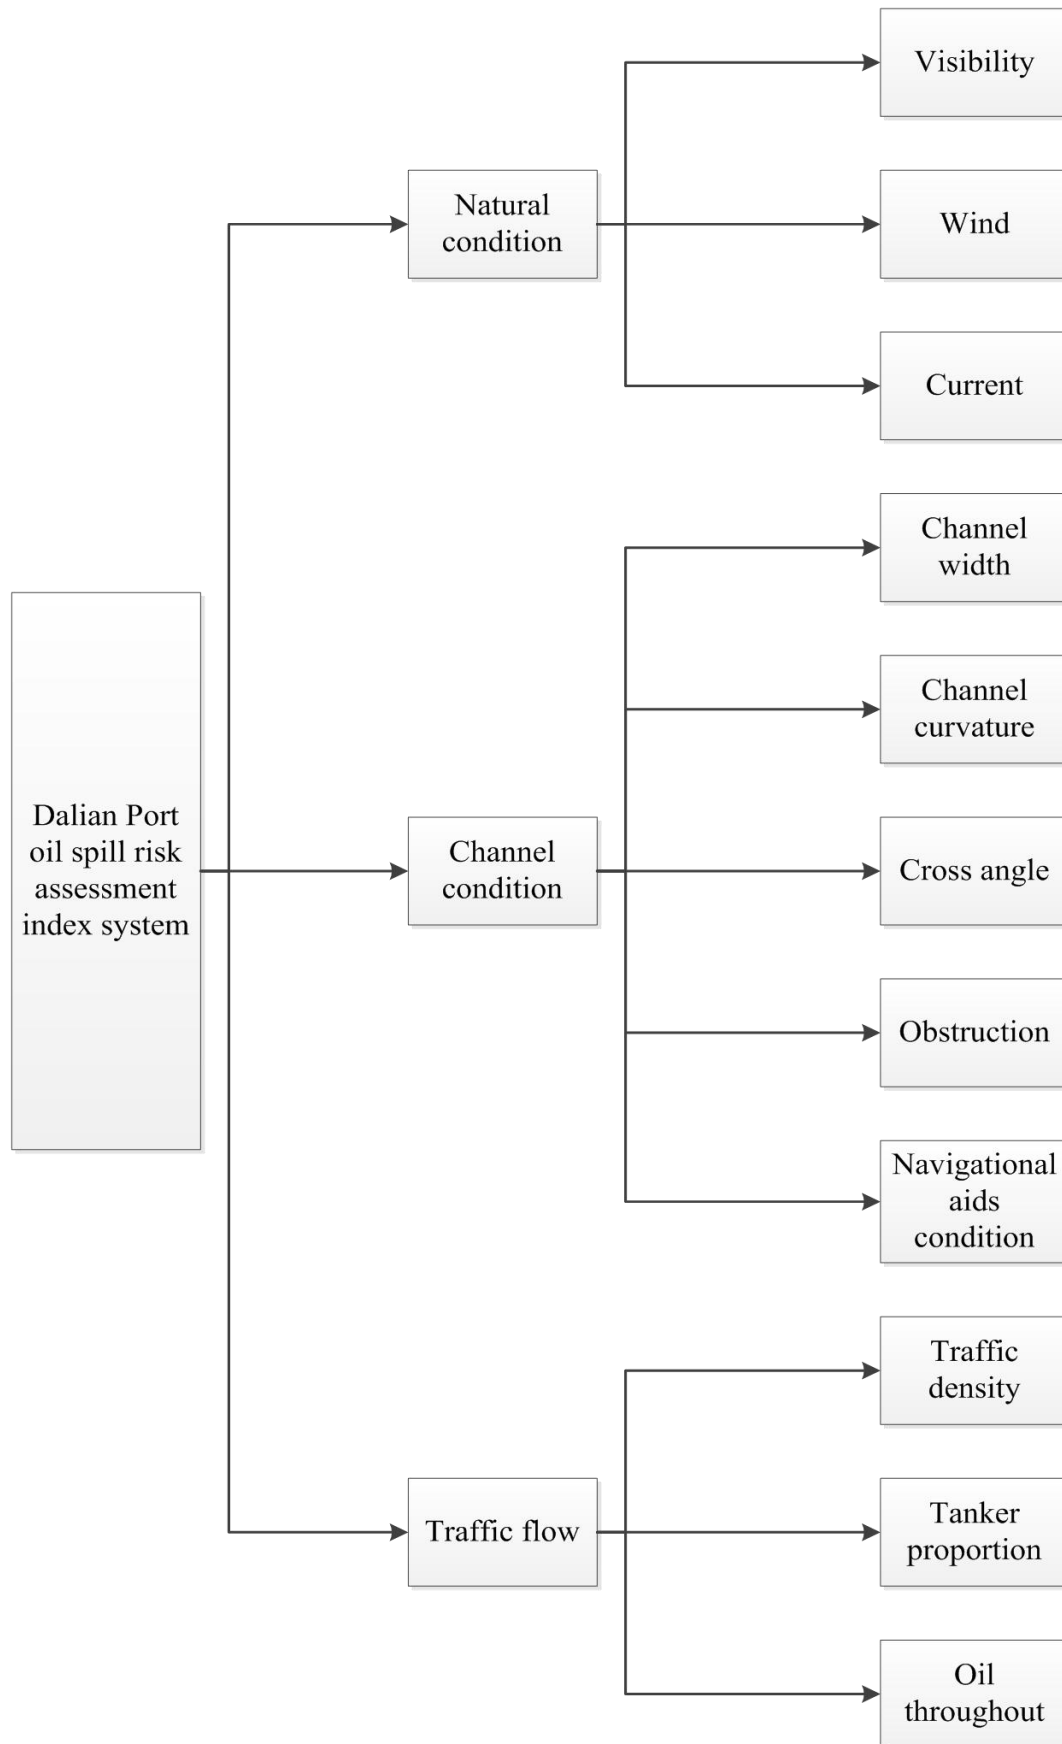 Dalian Port
oil spill risk
assessment
index system
Natural
condition
Visibility
Wind
Current
Channel
condition
Channel
width
Channel
curvature
Cross angle
Obstruction
Navigational
aids
condition
Traffic flow
Traffic
density
Tanker
proportion
Oil
throughout